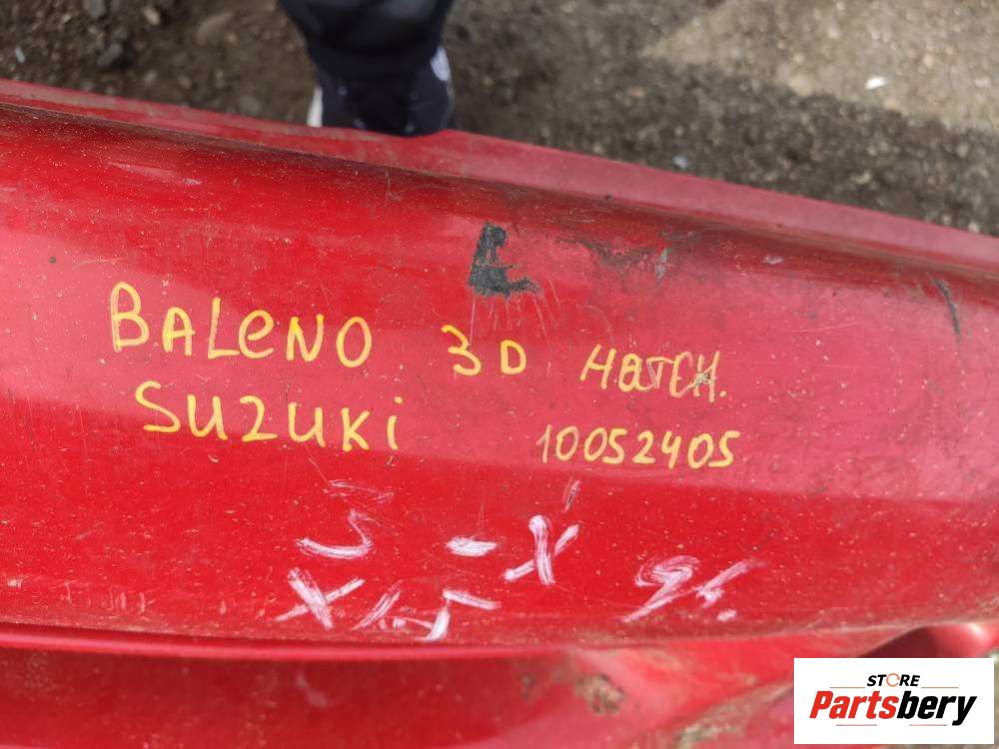 BALeNO 3D HaTCH.
SUZUKi 10052405
STORE
Partsbery